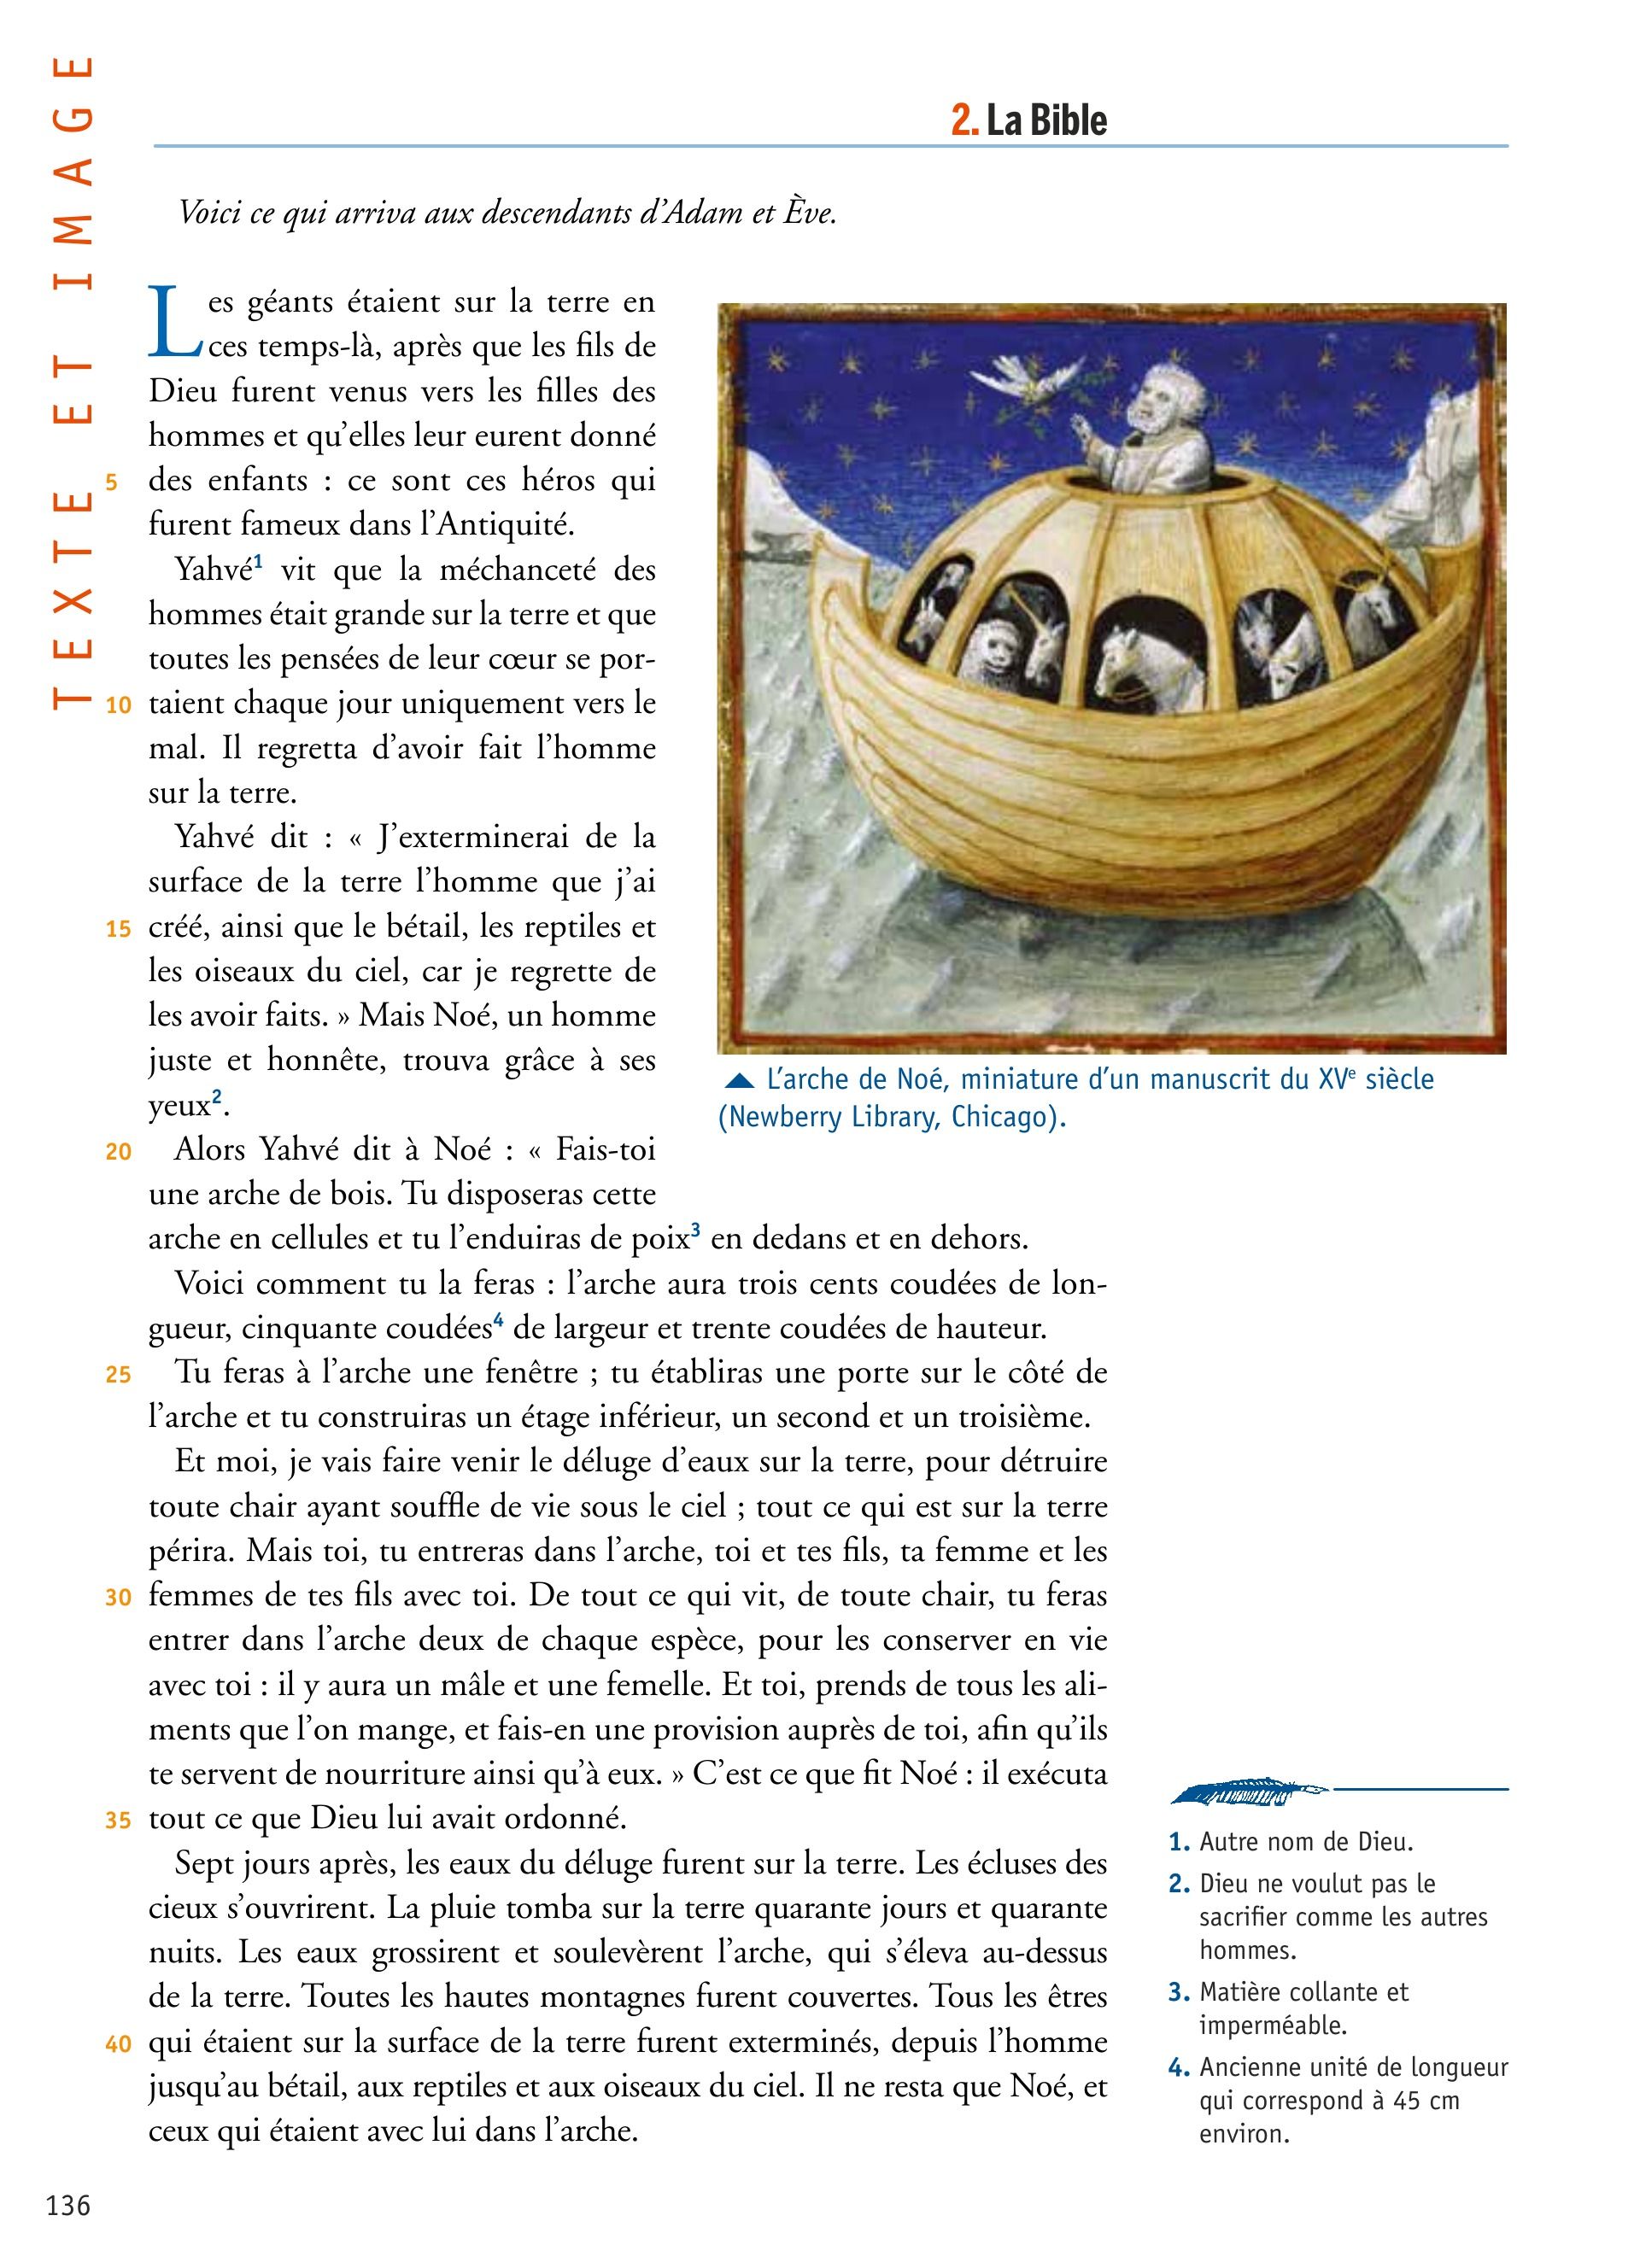 TEXTE ET IMAGE
2. La Bible
Voici ce qui arriva aux descendants d’Adam et Ève.
Les géants étaient sur la terre en
ces temps-là, après que les fils de
Dieu furent venus vers les filles des
hommes et qu’elles leur eurent donné
5 des enfants : ce sont ces héros qui
furent fameux dans l’Antiquité.
Yahvé1 vit que la méchanceté des
hommes était grande sur la terre et que
toutes les pensées de leur cœur se por-
10 taient chaque jour uniquement vers le
mal. Il regretta d’avoir fait l’homme
sur la terre.
Yahvé dit : « J’exterminerai de la
surface de la terre l’homme que j’ai
15 créé, ainsi que le bétail, les reptiles et
les oiseaux du ciel, car je regrette de
les avoir faits. » Mais Noé, un homme
juste et honnête, trouva grâce à ses
yeux2.
20 Alors Yahvé dit à Noé : « Fais-toi
une arche de bois. Tu disposeras cette
arche en cellules et tu l’enduiras de poix3 en dedans et en dehors.
Voici comment tu la feras : l’arche aura trois cents coudées de lon-
gueur, cinquante coudées4 de largeur et trente coudées de hauteur.
25 Tu feras à l’arche une fenêtre ; tu établiras une porte sur le côté de
l’arche et tu construiras un étage inférieur, un second et un troisième.
Et moi, je vais faire venir le déluge d’eaux sur la terre, pour détruire
toute chair ayant souffle de vie sous le ciel ; tout ce qui est sur la terre
périra. Mais toi, tu entreras dans l’arche, toi et tes fils, ta femme et les
30 femmes de tes fils avec toi. De tout ce qui vit, de toute chair, tu feras
entrer dans l’arche deux de chaque espèce, pour les conserver en vie
avec toi : il y aura un mâle et une femelle. Et toi, prends de tous les ali-
ments que l’on mange, et fais-en une provision auprès de toi, afin qu’ils
te servent de nourriture ainsi qu’à eux. » C’est ce que fit Noé : il exécuta
35 tout ce que Dieu lui avait ordonné.
Sept jours après, les eaux du déluge furent sur la terre. Les écluses des
cieux s’ouvrirent. La pluie tomba sur la terre quarante jours et quarante
nuits. Les eaux grossirent et soulevèrent l’arche, qui s’éleva au-dessus
de la terre. Toutes les hautes montagnes furent couvertes. Tous les êtres
40 qui étaient sur la surface de la terre furent exterminés, depuis l’homme
jusqu’au bétail, aux reptiles et aux oiseaux du ciel. Il ne resta que Noé, et
ceux qui étaient avec lui dans l’arche.
L’arche de Noé, miniature d’un manuscrit du XVe siècle
(Newberry Library, Chicago).
1. Autre nom de Dieu.
2. Dieu ne voulut pas le
sacrifier comme les autres
hommes.
3. Matière collante et
imperméable.
4. Ancienne unité de longueur
qui correspond à 45 cm
environ.
136